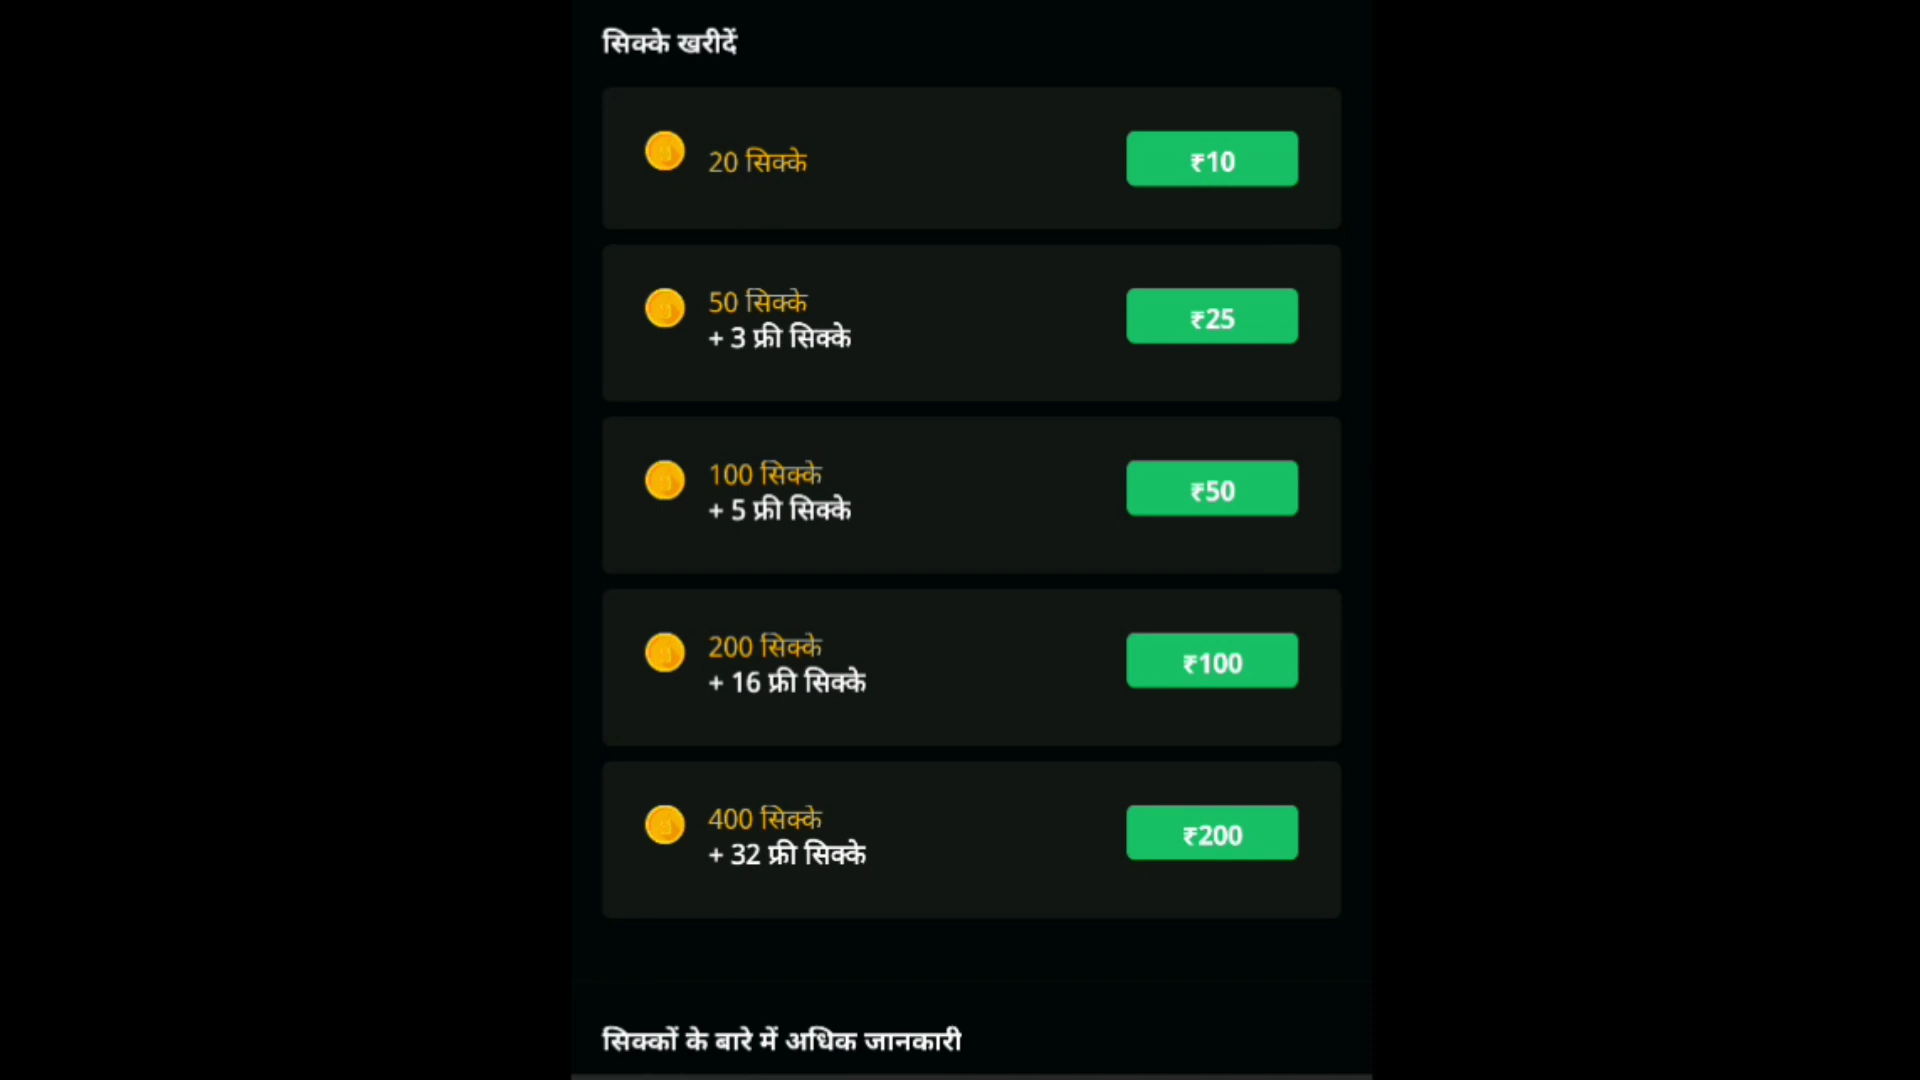 सिक्के खरीदें
20 सिक्के
₹10
50 सिक्के
+ 3 फ्री सिक्के
₹25
100 सिक्के
+ 5 फ्री सिक्के
₹50
200 सिक्के
+ 16 फ्री सिक्के
₹100
400 सिक्के
+ 32 फ्री सिक्के
₹200
सिक्कों के बारे में अधिक जानकारी